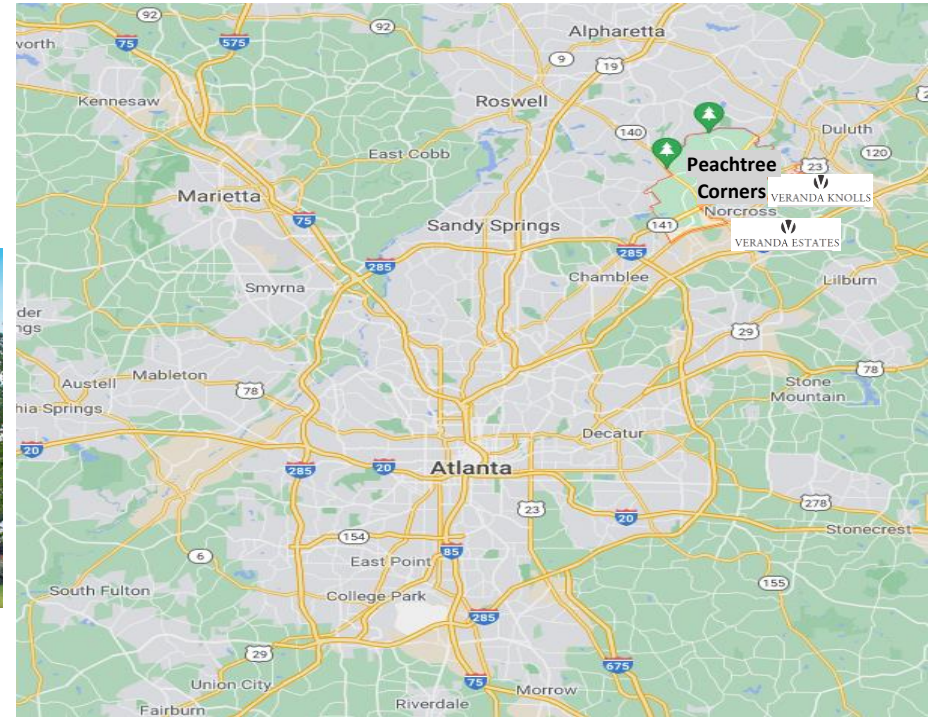 92
92
75
575
Alpharetta
worth
9
19
Kennesaw
Roswell
140
Duluth
East Cobb
120
23
Peachtree
Corners
Marietta
VERANDA KNOLLS
Norcross
75
Sandy Springs
141
VERANDA ESTATES
285
285
Chamblee
Lilburn
Smyrna
der
ngs
29
Austell
Mableton
78
78
Stone
Mountain
hia Springs
Decatur
20
285
20
Atlanta
278
23
20
Stonecrest
154
85
6
East Point
155
South Fulton
College Park
285
29
675
Union City
75
Morrow
Riverdale
Fairburn